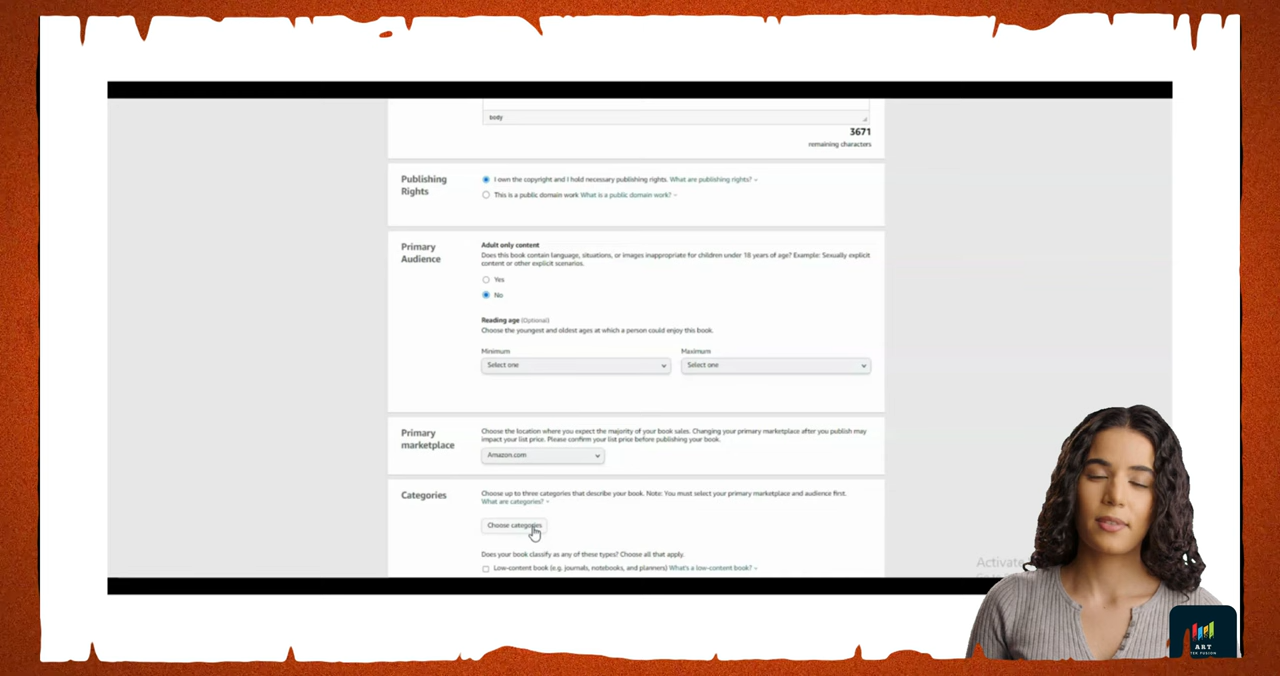 body
3671
remaining characters
Publishing
Rights
I own the copyright and I hold necessary publishing rights. What are publishing rights?
This is a public domain work What is a public domain work?
Primary
Audience
Adult only content
Does this book contain language, situations, or images inappropriate for children under 18 years of age? Example: Sexually explicit
content or other explicit scenarios.
Yes
No
Reading age (Optional)
Choose the youngest and oldest ages at which a person could enjoy this book.
Minimum
Maximum
Select one
Select one
Primary
marketplace
Choose the location where you expect the majority of your book sales. Changing your primary marketplace after you publish may
impact your list price. Please confirm your list price before publishing your book.
Amazon.com
Categories
Choose up to three categories that describe your book. Note: You must select your primary marketplace and audience first.
What are categories?
Choose categories
Does your book classify as any of these types? Choose all that apply.
Low-content book (e.g. journals, notebooks, and planners) What's a low-content book?
Activate
ART